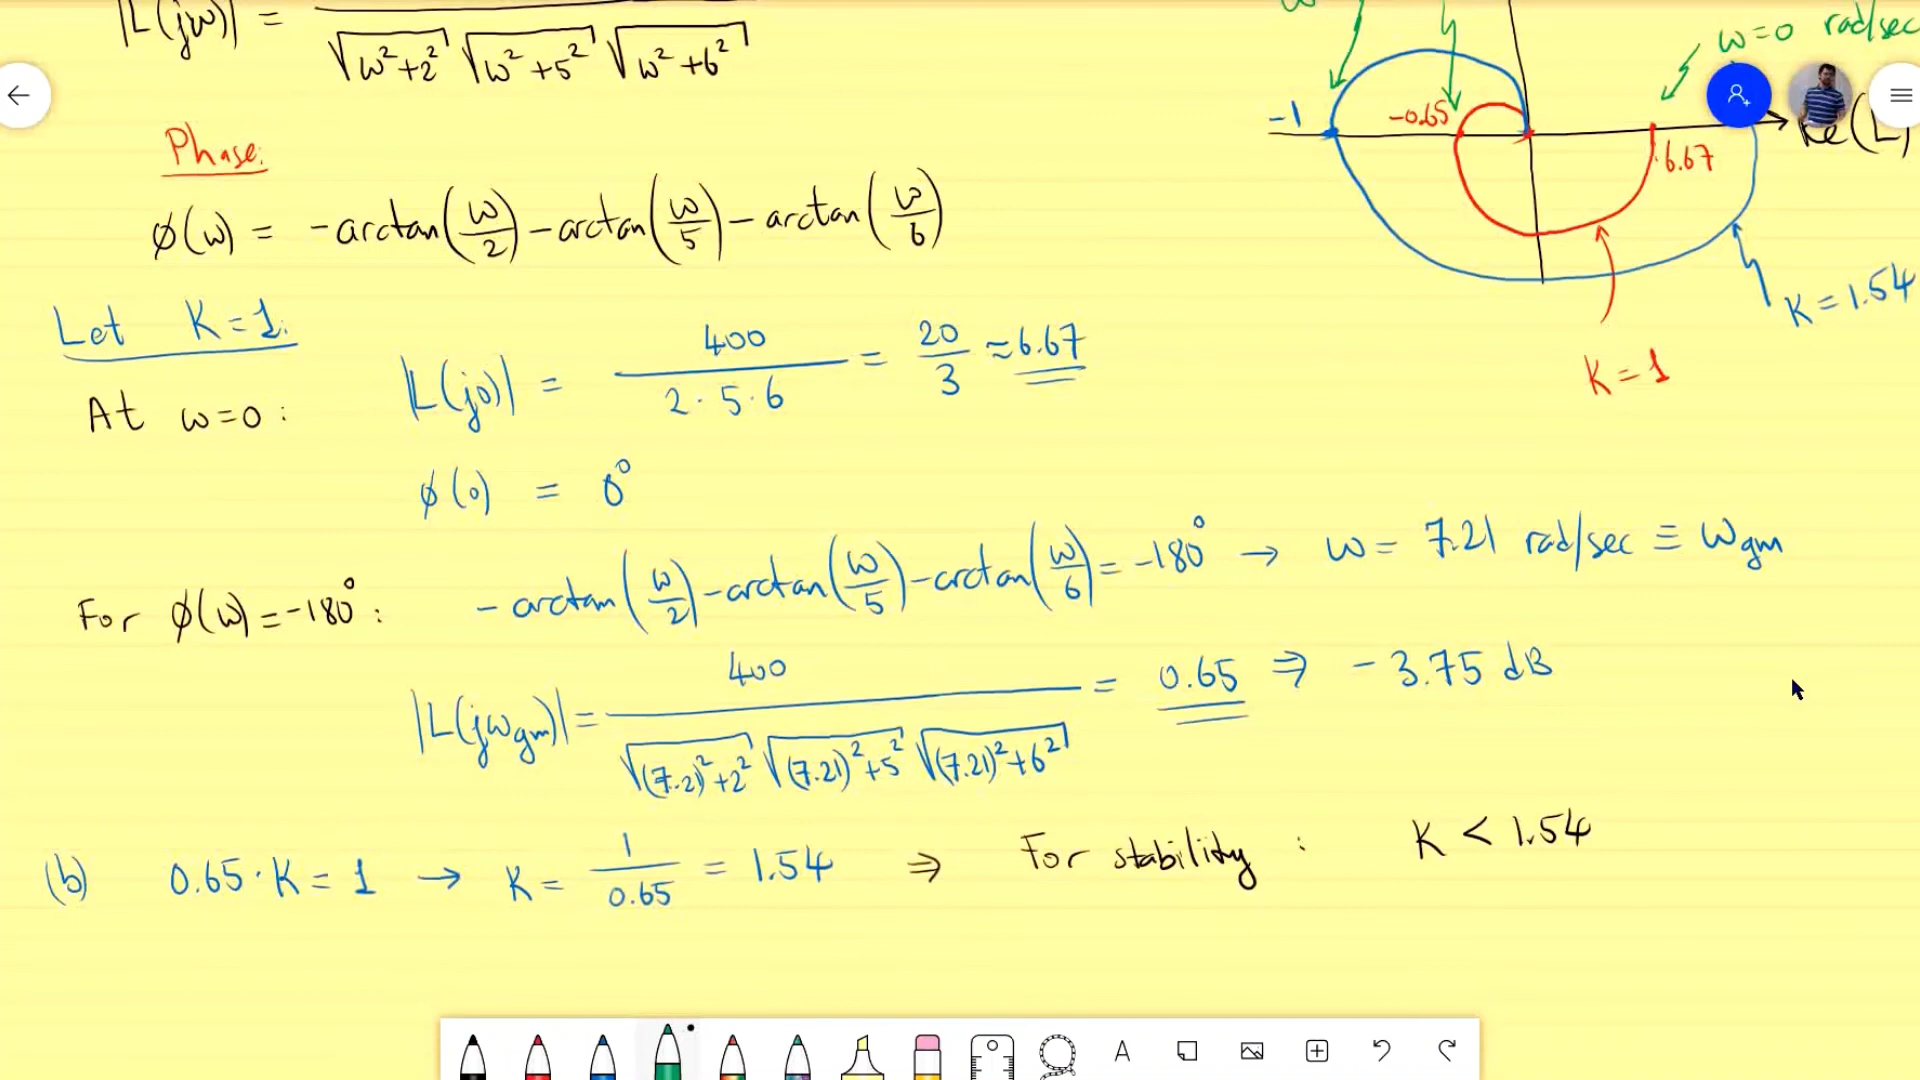 |L(jω)| =
√ω²+2² √ω²+5² √ω²+6²
ω=0 rad/sec
-1 -0.65 6.67 Re(L)
Phase:
φ(ω) = -arctan(ω/2) - arctan(ω/5) - arctan(ω/6)
K=1.54
K=1
Let K=1:
At ω=0: |L(j0)| = 400/(2·5·6) = 20/3 ≈ 6.67
φ(0) = 0°
For φ(ω)=-180°: -arctan(ω/2) - arctan(ω/5) - arctan(ω/6) = -180° → ω = 7.21 rad/sec ≡ ωgm
|L(jωgm)| = 400/(√(7.21)²+2² √(7.21)²+5² √(7.21)²+6²) = 0.65 ⇒ -3.75 dB
(b) 0.65·K=1 → K= 1/0.65 = 1.54 ⇒ For stability: K < 1.54